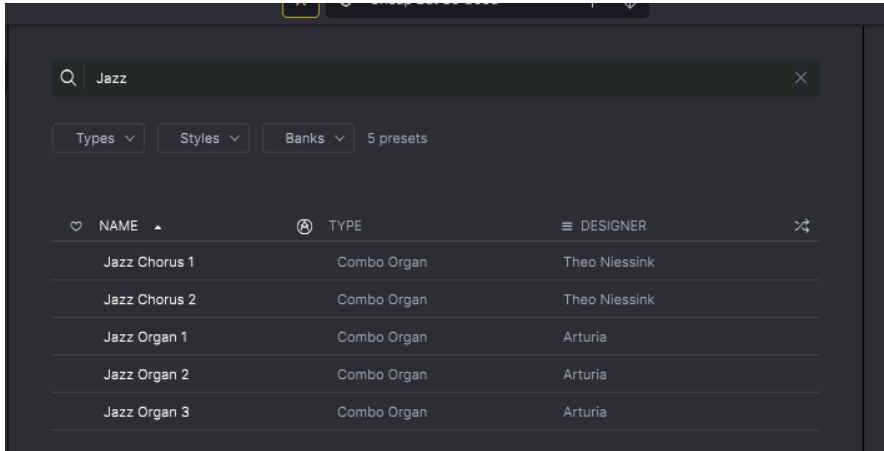 Jazz
Types Styles Banks 5 presets
NAME TYPE DESIGNER
Jazz Chorus 1 Combo Organ Theo Niessink
Jazz Chorus 2 Combo Organ Theo Niessink
Jazz Organ 1 Combo Organ Arturia
Jazz Organ 2 Combo Organ Arturia
Jazz Organ 3 Combo Organ Arturia